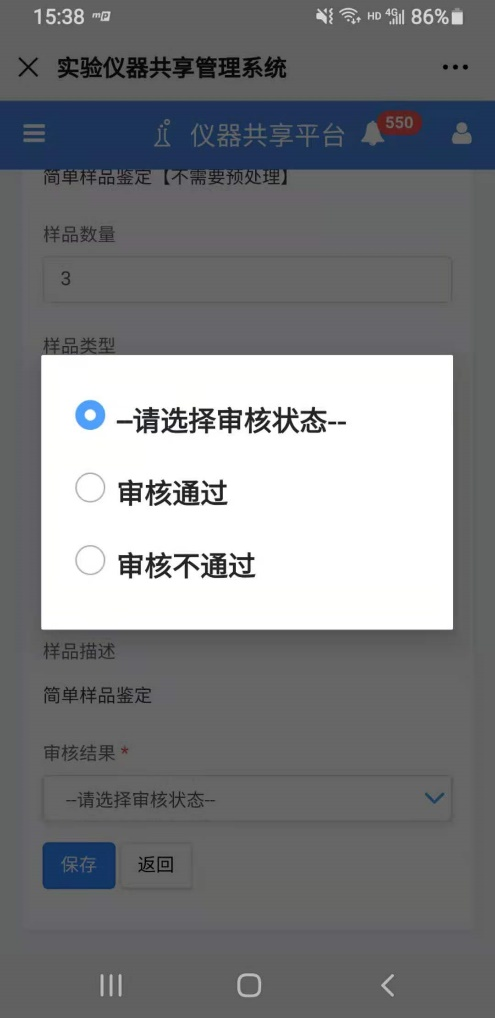 15:38
HD 4G 86%
实验仪器共享管理系统
仪器共享平台 550
简单样品鉴定【不需要预处理】
样品数量
3
样品类型
--请选择审核状态--
审核通过
审核不通过
样品描述
简单样品鉴定
审核结果 *
--请选择审核状态--
保存 返回